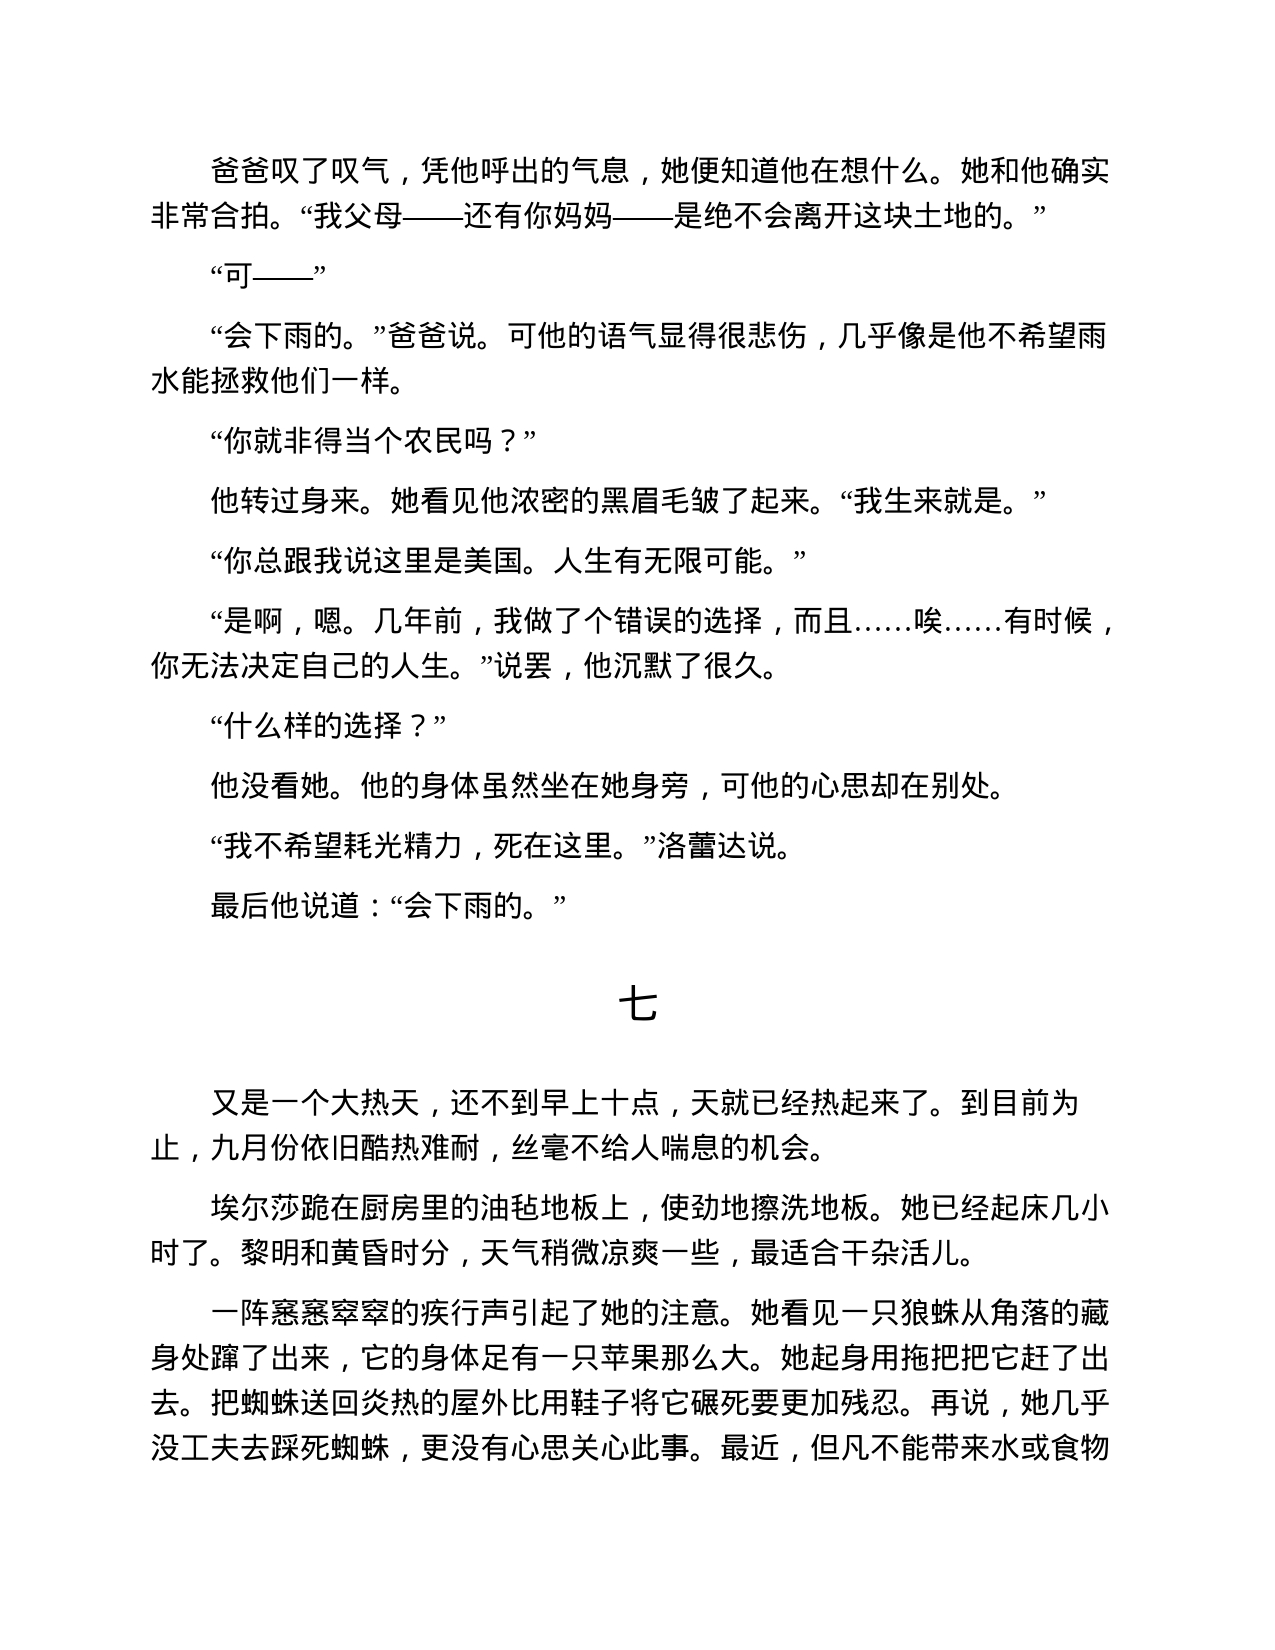 爸爸叹了叹气，凭他呼出的气息，她便知道他在想什么。她和他确实
非常合拍。“我父母——还有你妈妈——是绝不会离开这块土地的。”
“可——”
“会下雨的。”爸爸说。可他的语气显得很悲伤，几乎像是他不希望雨
水能拯救他们一样。
“你就非得当个农民吗？”
他转过身来。她看见他浓密的黑眉毛皱了起来。“我生来就是。”
“你总跟我说这里是美国。人生有无限可能。”
“是啊，嗯。几年前，我做了个错误的选择，而且……唉……有时候，
你无法决定自己的人生。”说罢，他沉默了很久。
“什么样的选择？”
他没看她。他的身体虽然坐在她身旁，可他的心思却在别处。
“我不希望耗光精力，死在这里。”洛蕾达说。
最后他说道：“会下雨的。”
七
又是一个大热天，还不到早上十点，天就已经热起来了。到目前为
止，九月份依旧酷热难耐，丝毫不给人喘息的机会。
埃尔莎跪在厨房里的油毡地板上，使劲地擦洗地板。她已经起床几小
时了。黎明和黄昏时分，天气稍微凉爽一些，最适合干杂活儿。
一阵窸窸窣窣的疾行声引起了她的注意。她看见一只狼蛛从角落的藏
身处蹿了出来，它的身体足有一只苹果那么大。她起身用拖把把它赶了出
去。把蜘蛛送回炎热的屋外比用鞋子将它碾死要更加残忍。再说，她几乎
没工夫去踩死蜘蛛，更没有心思关心此事。最近，但凡不能带来水或食物